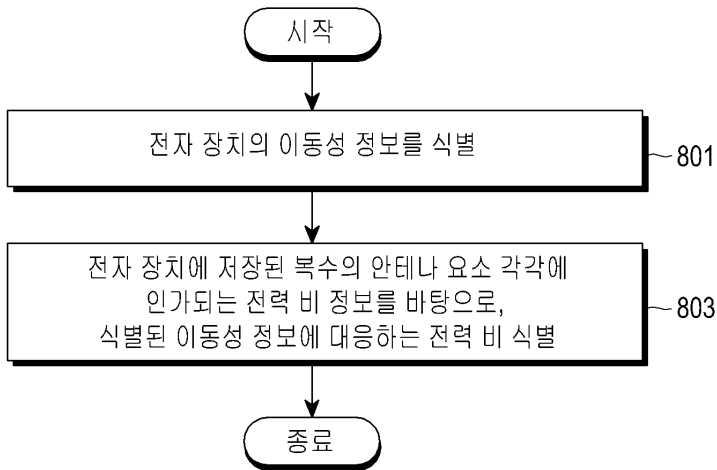 시작
전자 장치의 이동성 정보를 식별
801
전자 장치에 저장된 복수의 안테나 요소 각각에
인가되는 전력 비 정보를 바탕으로,
식별된 이동성 정보에 대응하는 전력 비 식별
803
종료